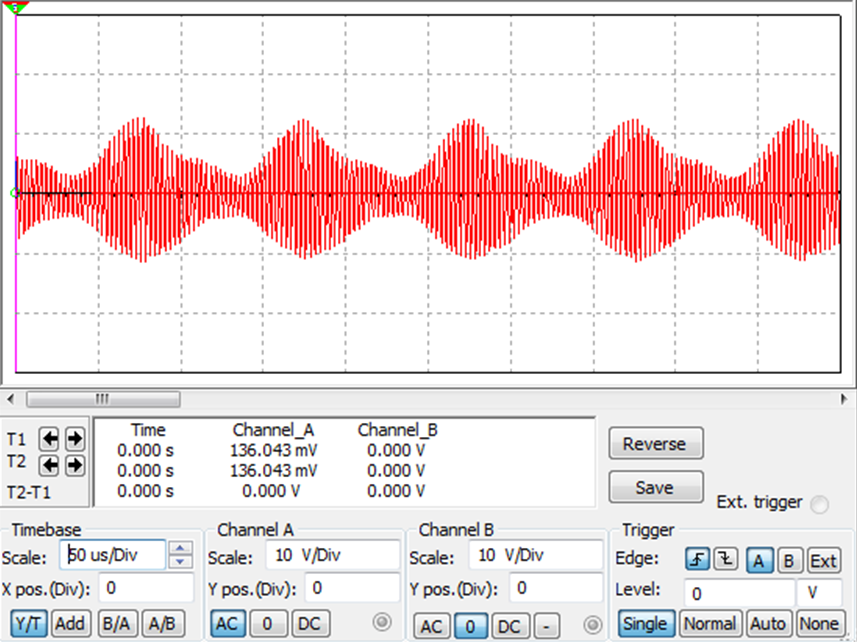 Time Channel_A Channel_B
T1 0.000 s 136.043 mV 0.000 V
T2 0.000 s 136.043 mV 0.000 V
T2-T1 0.000 s 0.000 V 0.000 V
Reverse
Save
Ext. trigger
Timebase Channel A Channel B Trigger
Scale: 50 us/Div Scale: 10 V/Div Scale: 10 V/Div Edge: A B Ext
X pos.(Div): 0 Y pos.(Div): 0 Y pos.(Div): 0 Level: 0 V
Y/T Add B/A A/B AC 0 DC AC 0 DC - Single Normal Auto None